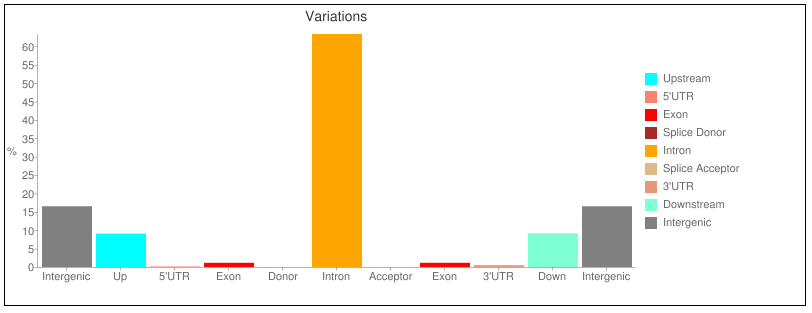 Variations
%
60
55
50
45
40
35
30
25
20
15
10
5
0
Intergenic Up 5'UTR Exon Donor Intron Acceptor Exon 3'UTR Down Intergenic
Upstream
5'UTR
Exon
Splice Donor
Intron
Splice Acceptor
3'UTR
Downstream
Intergenic